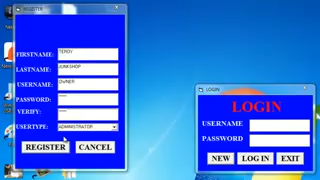 REGISTER
FIRSTNAME: TERDY
LASTNAME: JUNKSHOP
USERNAME: OWNER
PASSWORD:
VERIFY:
USERTYPE: ADMINISTRATOR
REGISTER CANCEL
LOGIN
LOGIN
USERNAME
PASSWORD
NEW LOG IN EXIT